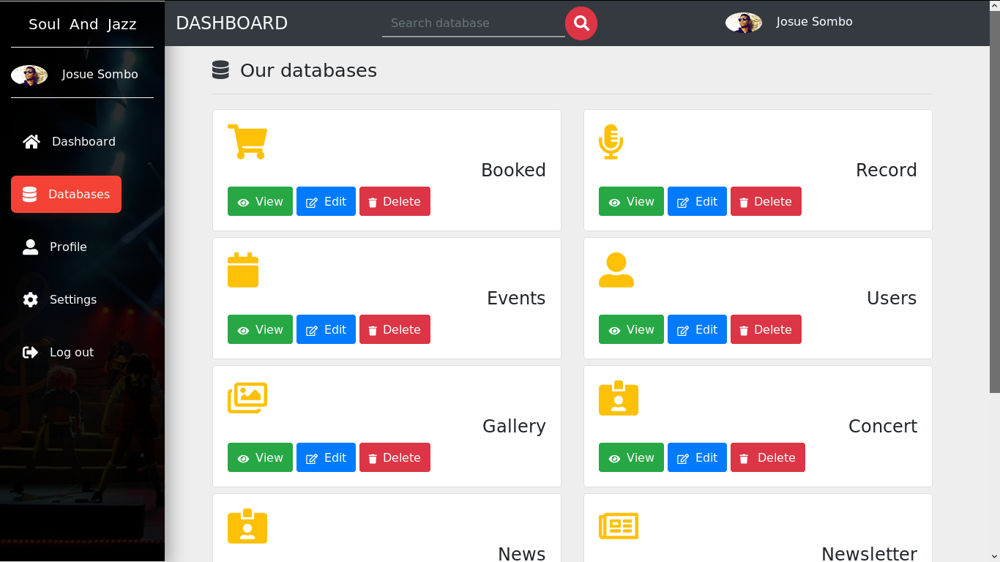 Soul And Jazz
DASHBOARD
Search database
Josue Sombo
Josue Sombo
Dashboard
Databases
Profile
Settings
Log out
Our databases
Booked
View Edit Delete
Record
View Edit Delete
Events
View Edit Delete
Users
View Edit Delete
Gallery
View Edit Delete
Concert
View Edit Delete
News
Newsletter